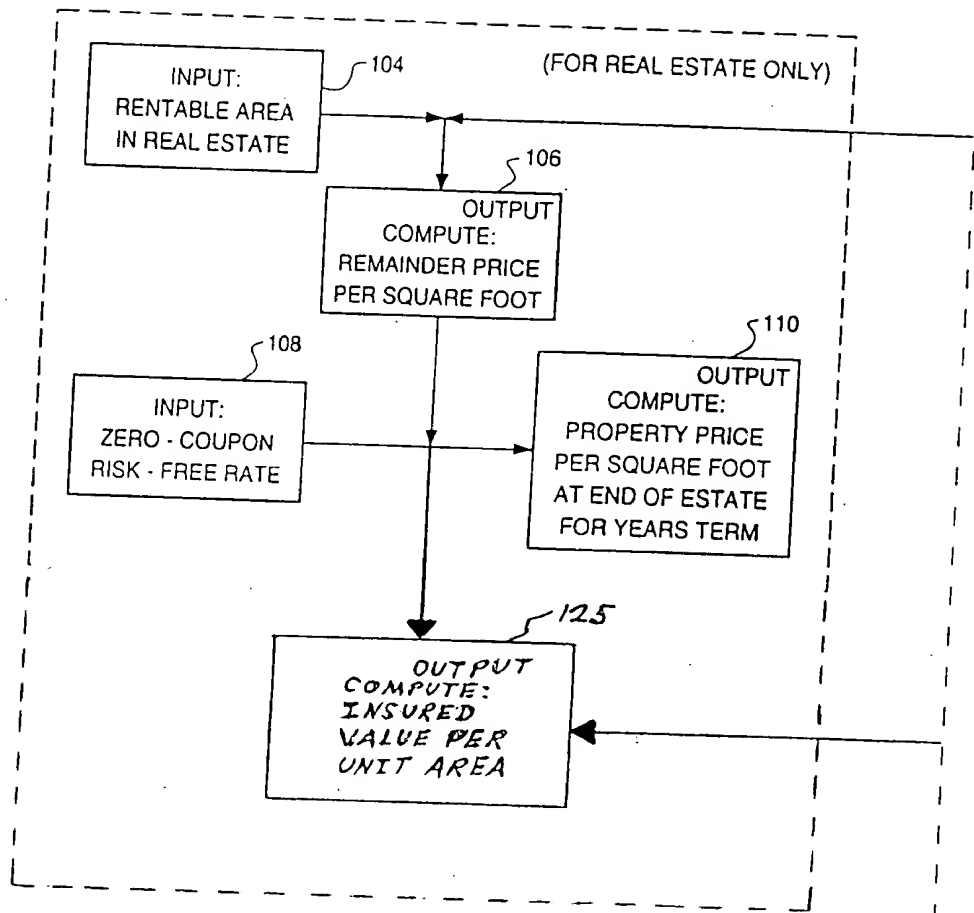 (FOR REAL ESTATE ONLY)
104
INPUT:
RENTABLE AREA
IN REAL ESTATE
106
OUTPUT
COMPUTE:
REMAINDER PRICE
PER SQUARE FOOT
108
INPUT:
ZERO - COUPON
RISK - FREE RATE
110
OUTPUT
COMPUTE:
PROPERTY PRICE
PER SQUARE FOOT
AT END OF ESTATE
FOR YEARS TERM
125
OUTPUT
COMPUTE:
INSURED
VALUE PER
UNIT AREA